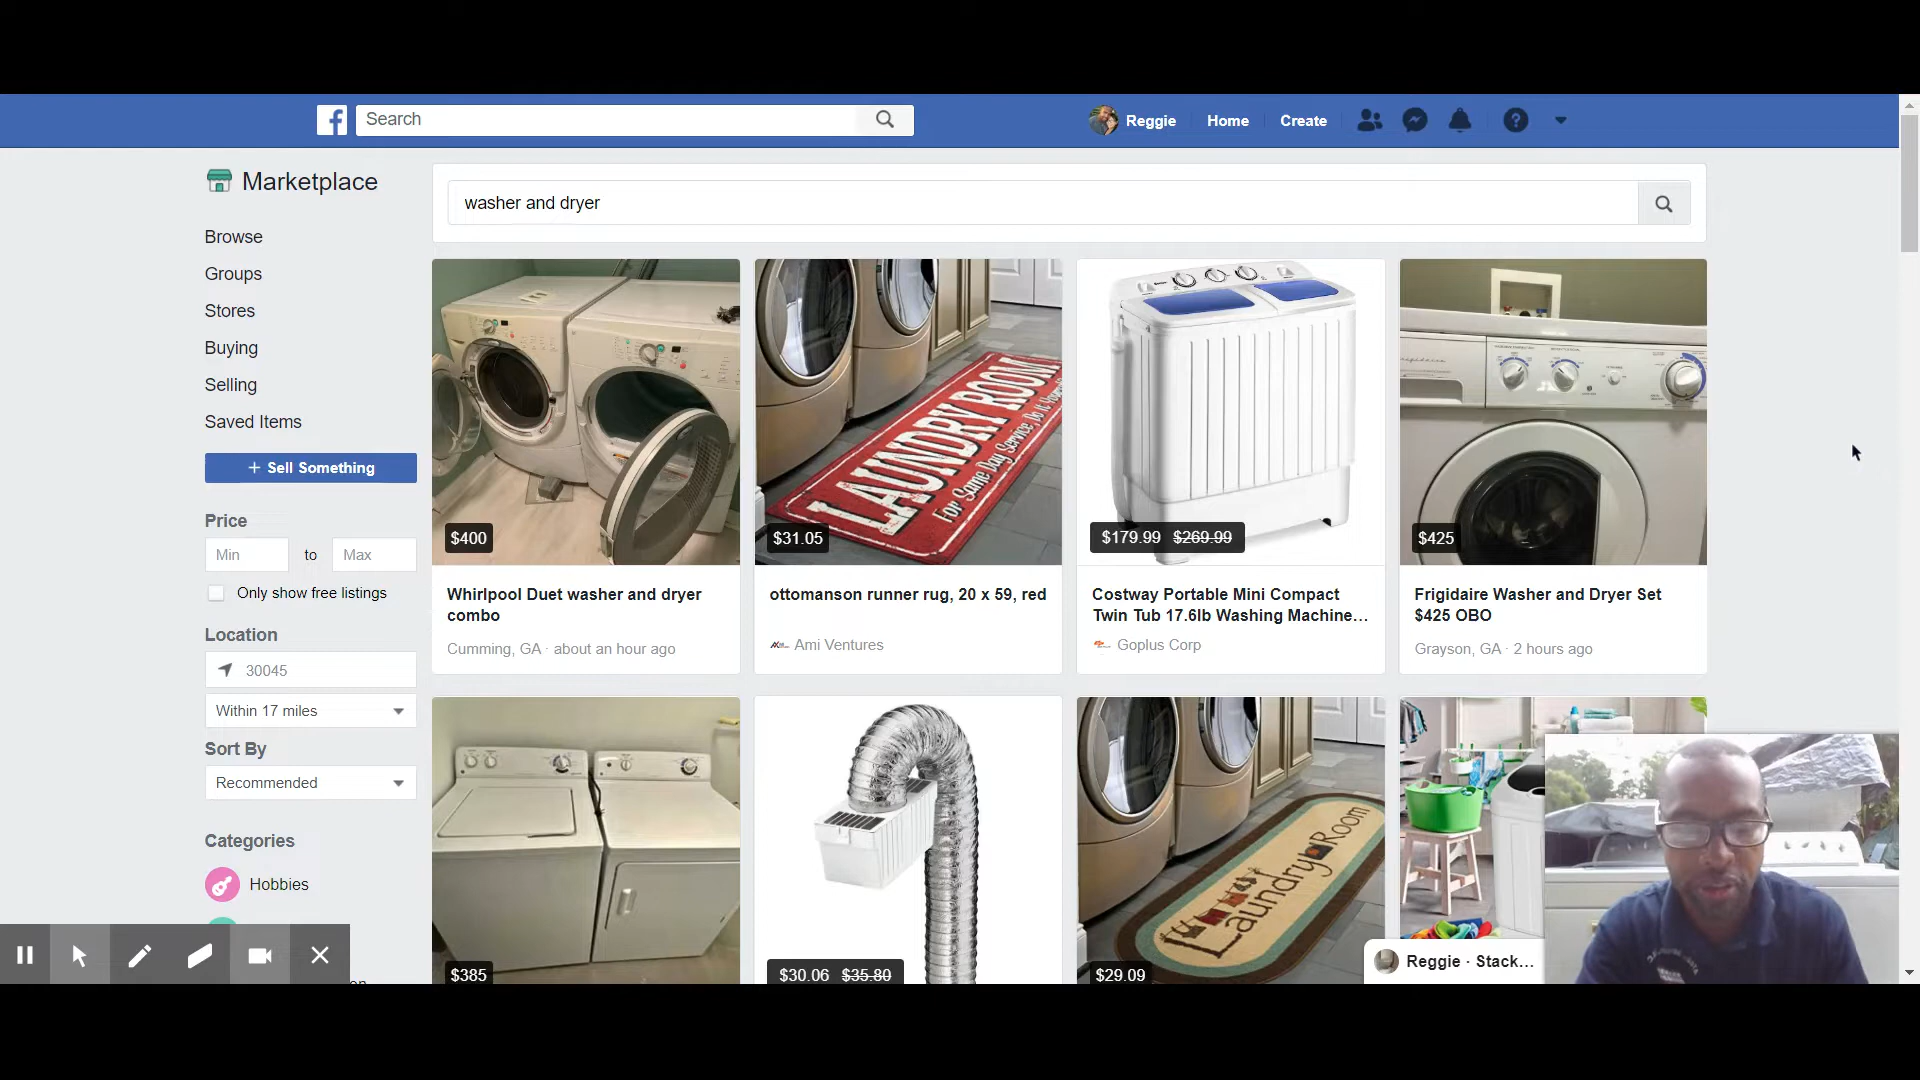 Search
Reggie
Home
Create
Marketplace
washer and dryer
Browse
Groups
Stores
Buying
Selling
Saved Items
+ Sell Something
Price
Min
to
Max
Only show free listings
Location
30045
Within 17 miles
Sort By
Recommended
Categories
Hobbies
$400
Whirlpool Duet washer and dryer
combo
Cumming, GA · about an hour ago
LAUNDRY ROOM
For Same Day Service, Do it Yourself
$31.05
ottomanson runner rug, 20 x 59, red
Ami Ventures
$179.99 $269.99
Costway Portable Mini Compact
Twin Tub 17.6lb Washing Machine…
Goplus Corp
$425
Frigidaire Washer and Dryer Set
$425 OBO
Grayson, GA · 2 hours ago
$385
$30.06 $35.80
Laundry Room
$29.09
Reggie · Stack...